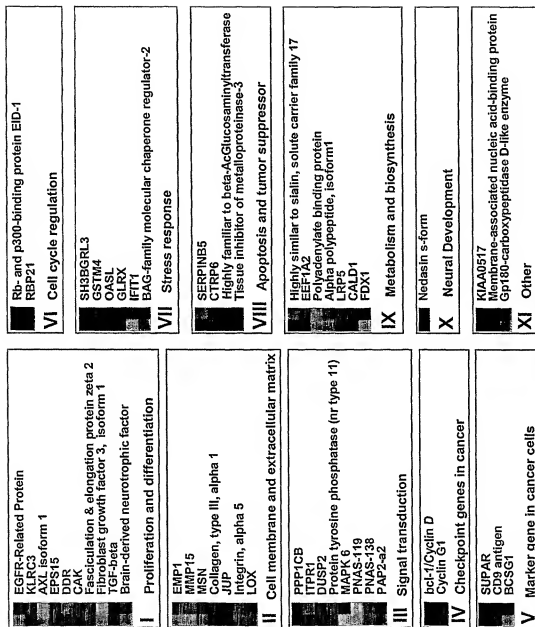 EGFR-Related Protein
KLRC3
AXL isoform 1
EPS15
DDR
CAK
Fasciculation & elongation protein zeta 2
Fibroblast growth factor 3, isoform 1
TGF-beta
Brain-derived neurotrophic factor
I Proliferation and differentiation
EMP1
MMP15
MSN
Collagen, type III, alpha 1
JUP
Integrin, alpha 5
LOX
II Cell membrane and extracellular matrix
PPP1CB
ITPR1
DUSP2
Protein tyrosine phosphatase (nr type 11)
MAPK 6
PNAS-119
PNAS-138
PAP2-a2
III Signal transduction
bcl-1/Cyclin D
Cyclin G1
IV Checkpoint genes in cancer
SUPAR
CD9 antigen
BCSG1
V Marker gene in cancer cells
Rb- and p300-binding protein EID-1
RBP21
VI Cell cycle regulation
SH3BGRL3
GSTM4
OASL
GLRX
IFIT1
BAG-family molecular chaperone regulator-2
VII Stress response
SERPINB5
CTRP6
Highly familiar to beta-AcGlucosaminyltransferase
Tissue inhibitor of metalloproteinase-3
VIII Apoptosis and tumor suppressor
Highly similar to sialin, solute carrier family 17
EEF1A2
Polyadenylate binding protein
Alpha polypeptide, isoform1
LRP5
CALD1
FDX1
IX Metabolism and biosynthesis
Nedasin s-form
X Neural Development
KIAA0517
Membrane-associated nucleic acid-binding protein
Gp180-carboxypeptidase D-like enzyme
XI Other